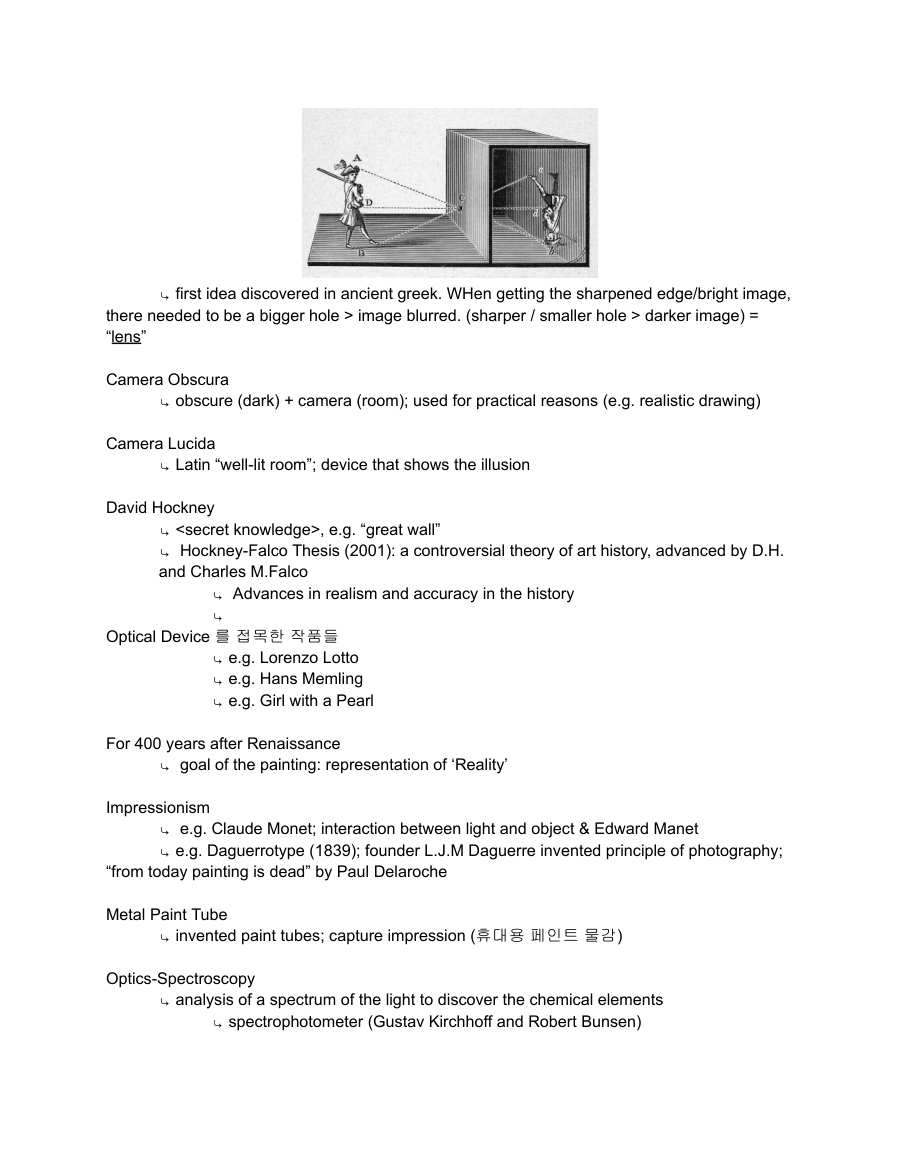 A
D
B
C
a
d
b
⤷ first idea discovered in ancient greek. WHen getting the sharpened edge/bright image,
there needed to be a bigger hole > image blurred. (sharper / smaller hole > darker image) =
“lens”
Camera Obscura
⤷ obscure (dark) + camera (room); used for practical reasons (e.g. realistic drawing)
Camera Lucida
⤷ Latin “well-lit room”; device that shows the illusion
David Hockney
⤷ <secret knowledge>, e.g. “great wall”
⤷ Hockney-Falco Thesis (2001): a controversial theory of art history, advanced by D.H.
and Charles M.Falco
⤷ Advances in realism and accuracy in the history
⤷
Optical Device 를 접목한 작품들
⤷ e.g. Lorenzo Lotto
⤷ e.g. Hans Memling
⤷ e.g. Girl with a Pearl
For 400 years after Renaissance
⤷ goal of the painting: representation of ‘Reality’
Impressionism
⤷ e.g. Claude Monet; interaction between light and object & Edward Manet
⤷ e.g. Daguerrotype (1839); founder L.J.M Daguerre invented principle of photography;
“from today painting is dead” by Paul Delaroche
Metal Paint Tube
⤷ invented paint tubes; capture impression (휴대용 페인트 물감)
Optics-Spectroscopy
⤷ analysis of a spectrum of the light to discover the chemical elements
⤷ spectrophotometer (Gustav Kirchhoff and Robert Bunsen)